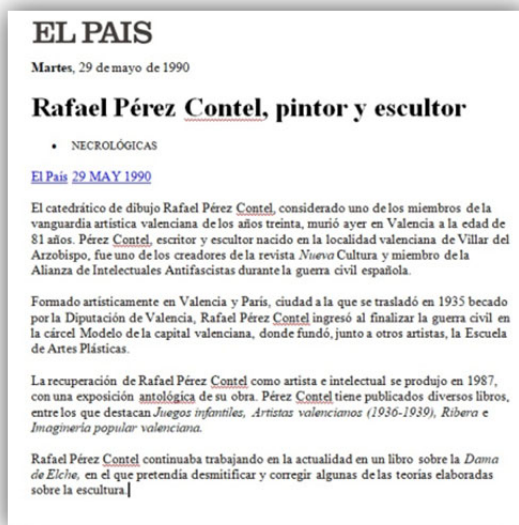 EL PAIS
Martes, 29 de mayo de 1990
Rafael Pérez Contel, pintor y escultor
• NECROLÓGICAS
El País 29 MAY 1990
El catedrático de dibujo Rafael Pérez Contel, considerado uno de los miembros de la
vanguardia artística valenciana de los años treinta, murió ayer en Valencia a la edad de
81 años. Pérez Contel, escritor y escultor nacido en la localidad valenciana de Villar del
Arzobispo, fue uno de los creadores de la revista Nueva Cultura y miembro de la
Alianza de Intelectuales Antifascistas durante la guerra civil española.
Formado artísticamente en Valencia y París, ciudad a la que se trasladó en 1935 becado
por la Diputación de Valencia, Rafael Pérez Contel ingresó al finalizar la guerra civil en
la cárcel Modelo de la capital valenciana, donde fundó, junto a otros artistas, la Escuela
de Artes Plásticas.
La recuperación de Rafael Pérez Contel como artista e intelectual se produjo en 1987,
con una exposición antológica de su obra. Pérez Contel tiene publicados diversos libros,
entre los que destacan Juegos infantiles, Artistas valencianos (1936-1939), Ribera e
Imaginería popular valenciana.
Rafael Pérez Contel continuaba trabajando en la actualidad en un libro sobre la Dama
de Elche, en el que pretendía desmitificar y corregir algunas de las teorías elaboradas
sobre la escultura.